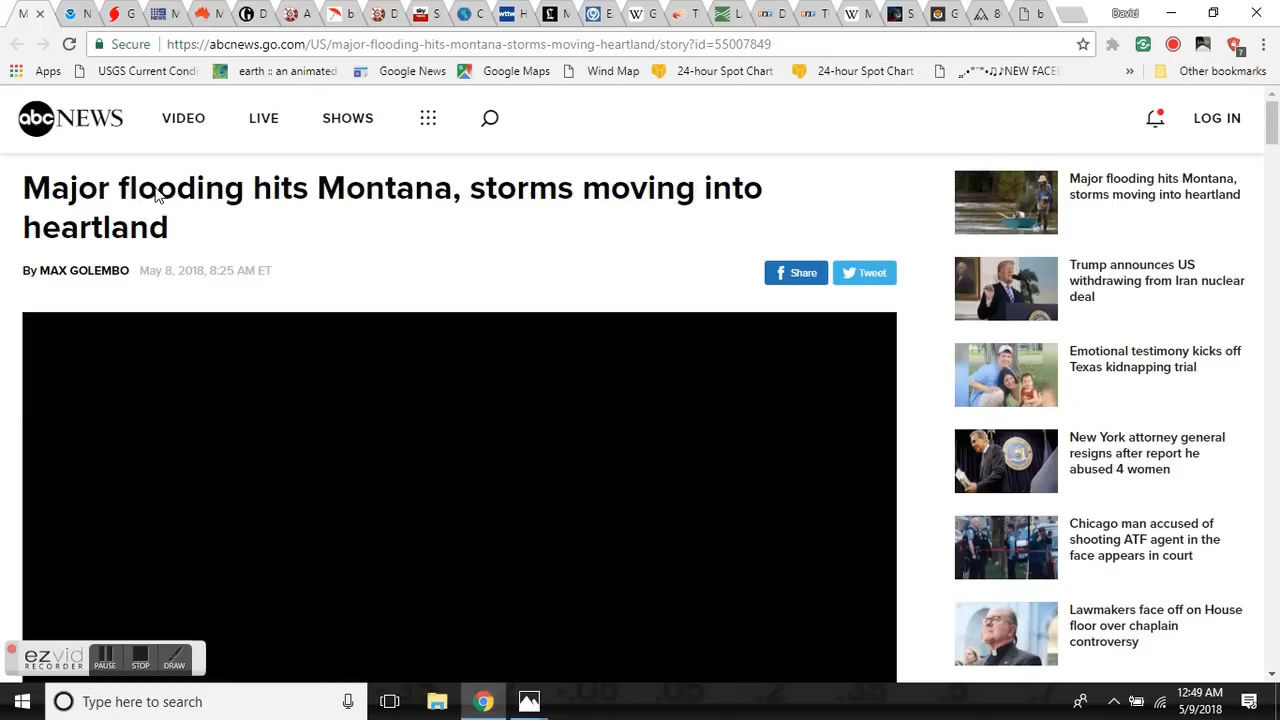 David
Secure
https://abcnews.go.com/US/major-flooding-hits-montana-storms-moving-heartland/story?id=55007849
Apps
USGS Current Condi
earth :: an animated
Google News
Google Maps
Wind Map
24-hour Spot Chart
24-hour Spot Chart
NEW FACE
»
Other bookmarks
abc NEWS
VIDEO
LIVE
SHOWS
LOG IN
Major flooding hits Montana, storms moving into
heartland
By MAX GOLEMBO May 8, 2018, 8:25 AM ET
Share
Tweet
Major flooding hits Montana,
storms moving into heartland
Trump announces US
withdrawing from Iran nuclear
deal
Emotional testimony kicks off
Texas kidnapping trial
New York attorney general
resigns after report he
abused 4 women
Chicago man accused of
shooting ATF agent in the
face appears in court
Lawmakers face off on House
floor over chaplain
controversy
ezvid
RECORDER
PAUSE
STOP
DRAW
Type here to search
12:49 AM
5/9/2018